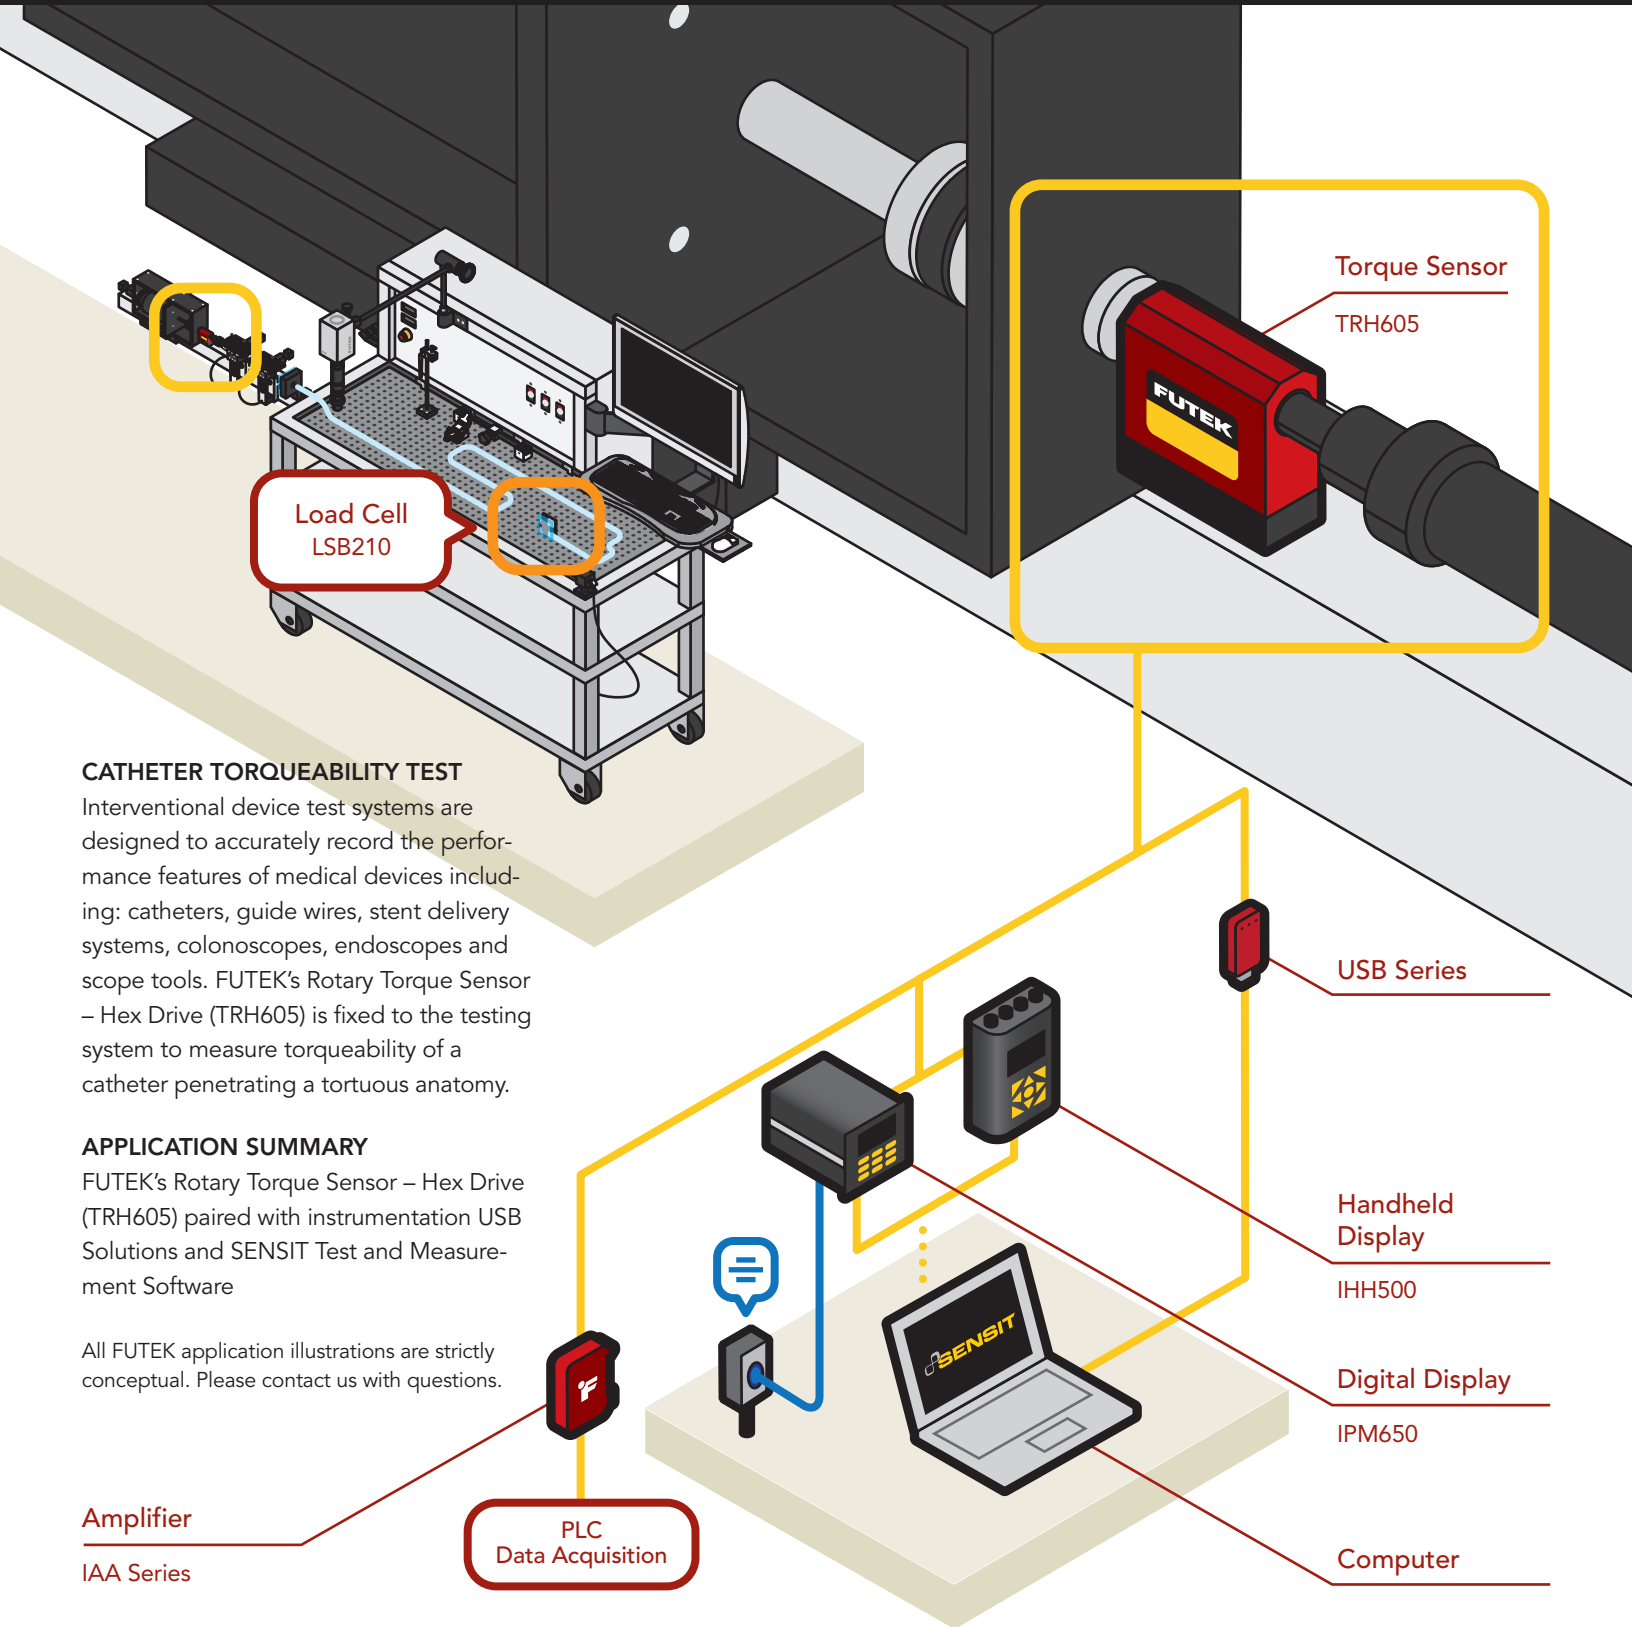 Torque Sensor
TRH605
FUTEK
Load Cell
LSB210
CATHETER TORQUEABILITY TEST
Interventional device test systems are
designed to accurately record the perfor-
mance features of medical devices includ-
ing: catheters, guide wires, stent delivery
systems, colonoscopes, endoscopes and
scope tools. FUTEK’s Rotary Torque Sensor
– Hex Drive (TRH605) is fixed to the testing
system to measure torqueability of a
catheter penetrating a tortuous anatomy.
APPLICATION SUMMARY
FUTEK’s Rotary Torque Sensor – Hex Drive
(TRH605) paired with instrumentation USB
Solutions and SENSIT Test and Measure-
ment Software
All FUTEK application illustrations are strictly
conceptual. Please contact us with questions.
USB Series
Handheld
Display
IHH500
SENSIT
Digital Display
IPM650
Amplifier
IAA Series
PLC
Data Acquisition
Computer